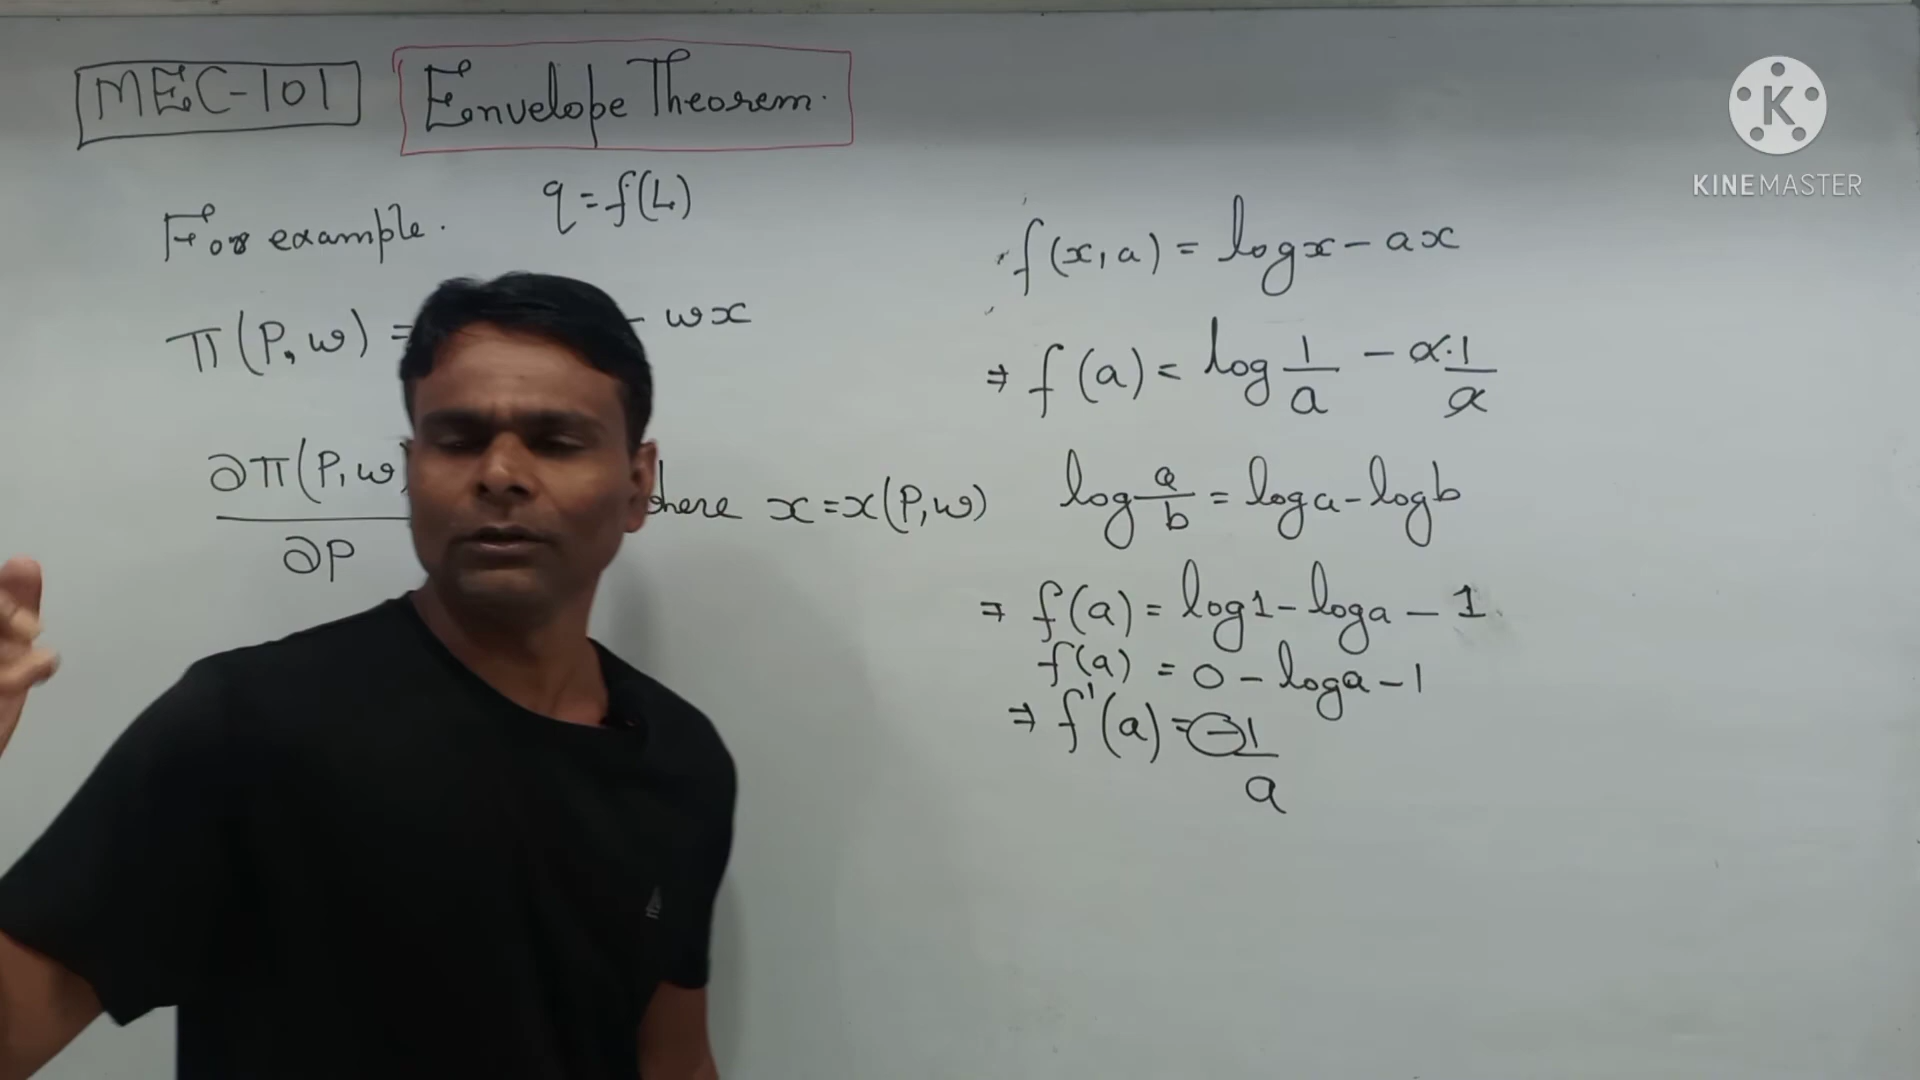 MEC-101 Envelope Theorem.
KINEMASTER
For example. q = f(L)
π(P, w) = - wx
∂π(P, w)
∂P
where x = x(P, w)
f(x, a) = log x - ax
⇒ f(a) = log 1/a - a·1/a
log a/b = log a - log b
⇒ f(a) = log 1 - log a - 1
f(a) = 0 - log a - 1
⇒ f'(a) = -1/a